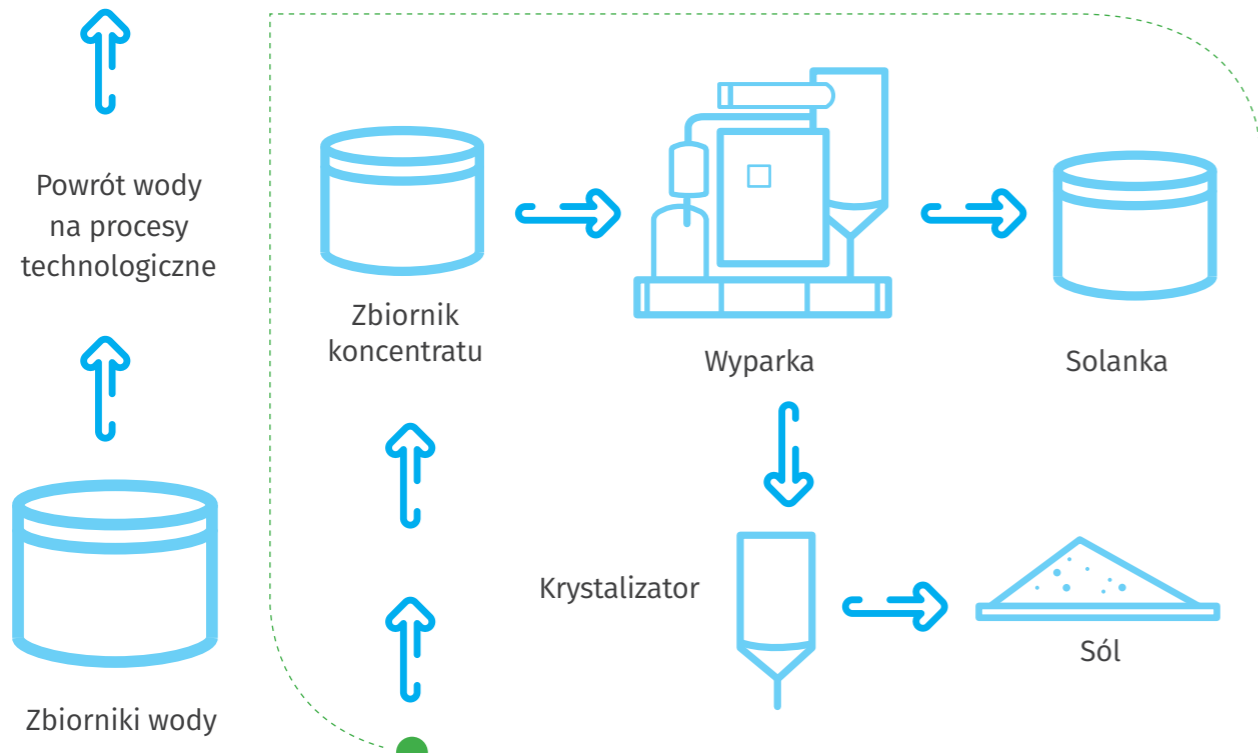 Powrót wody
na procesy
technologiczne
Zbiorniki wody
Zbiornik
koncentratu
Wyparka
Solanka
Krystalizator
Sól